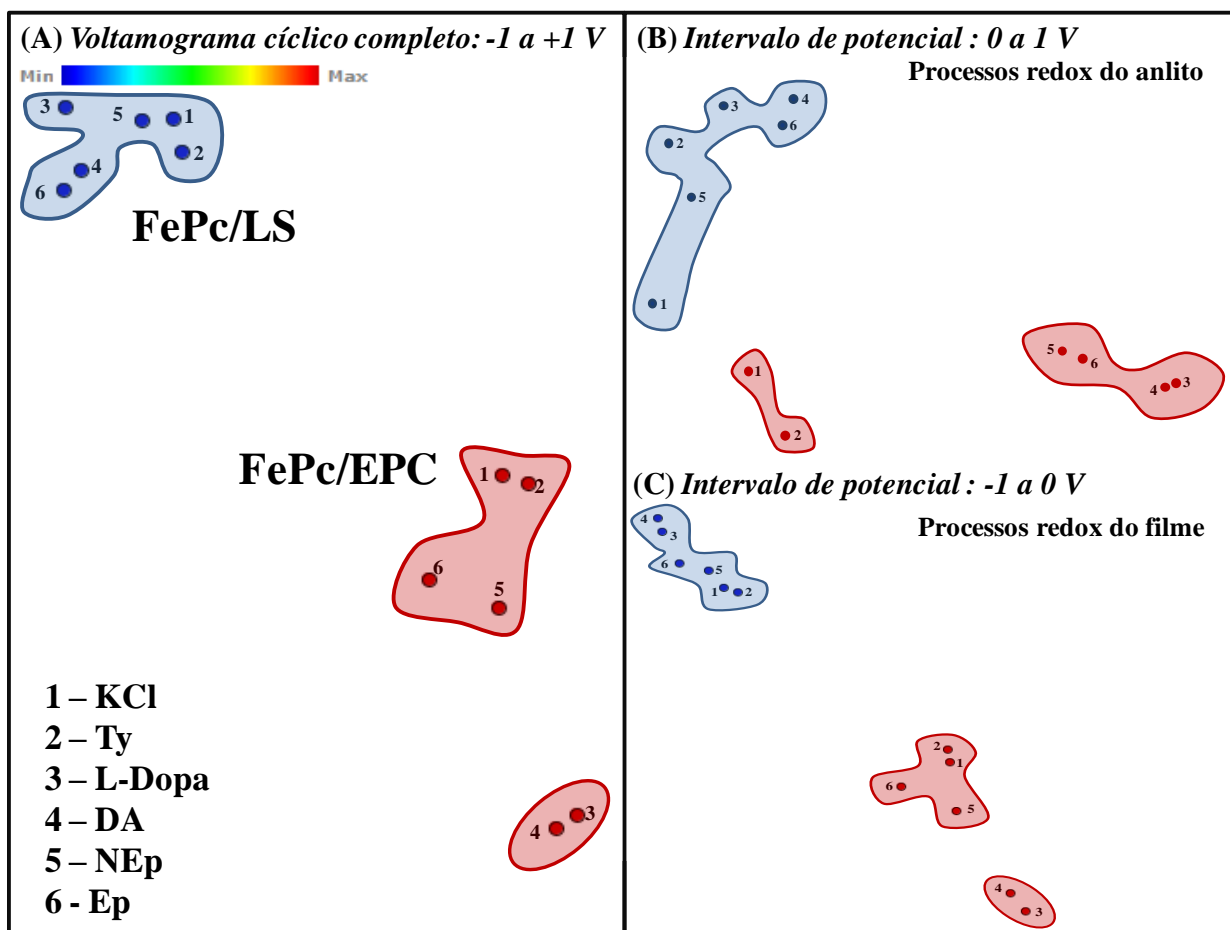 (A) Voltamograma cíclico completo: -1 a +1 V
Min Max
3
5
1
2
4
6
FePc/LS
FePc/EPC
1
2
6
5
3
4
1 – KCl
2 – Ty
3 – L-Dopa
4 – DA
5 – NEp
6 - Ep
(B) Intervalo de potencial : 0 a 1 V
Processos redox do anlito
4
3
6
2
5
1
5
6
4
3
1
2
(C) Intervalo de potencial : -1 a 0 V
Processos redox do filme
4
3
6
5
1
2
2
1
6
5
4
3